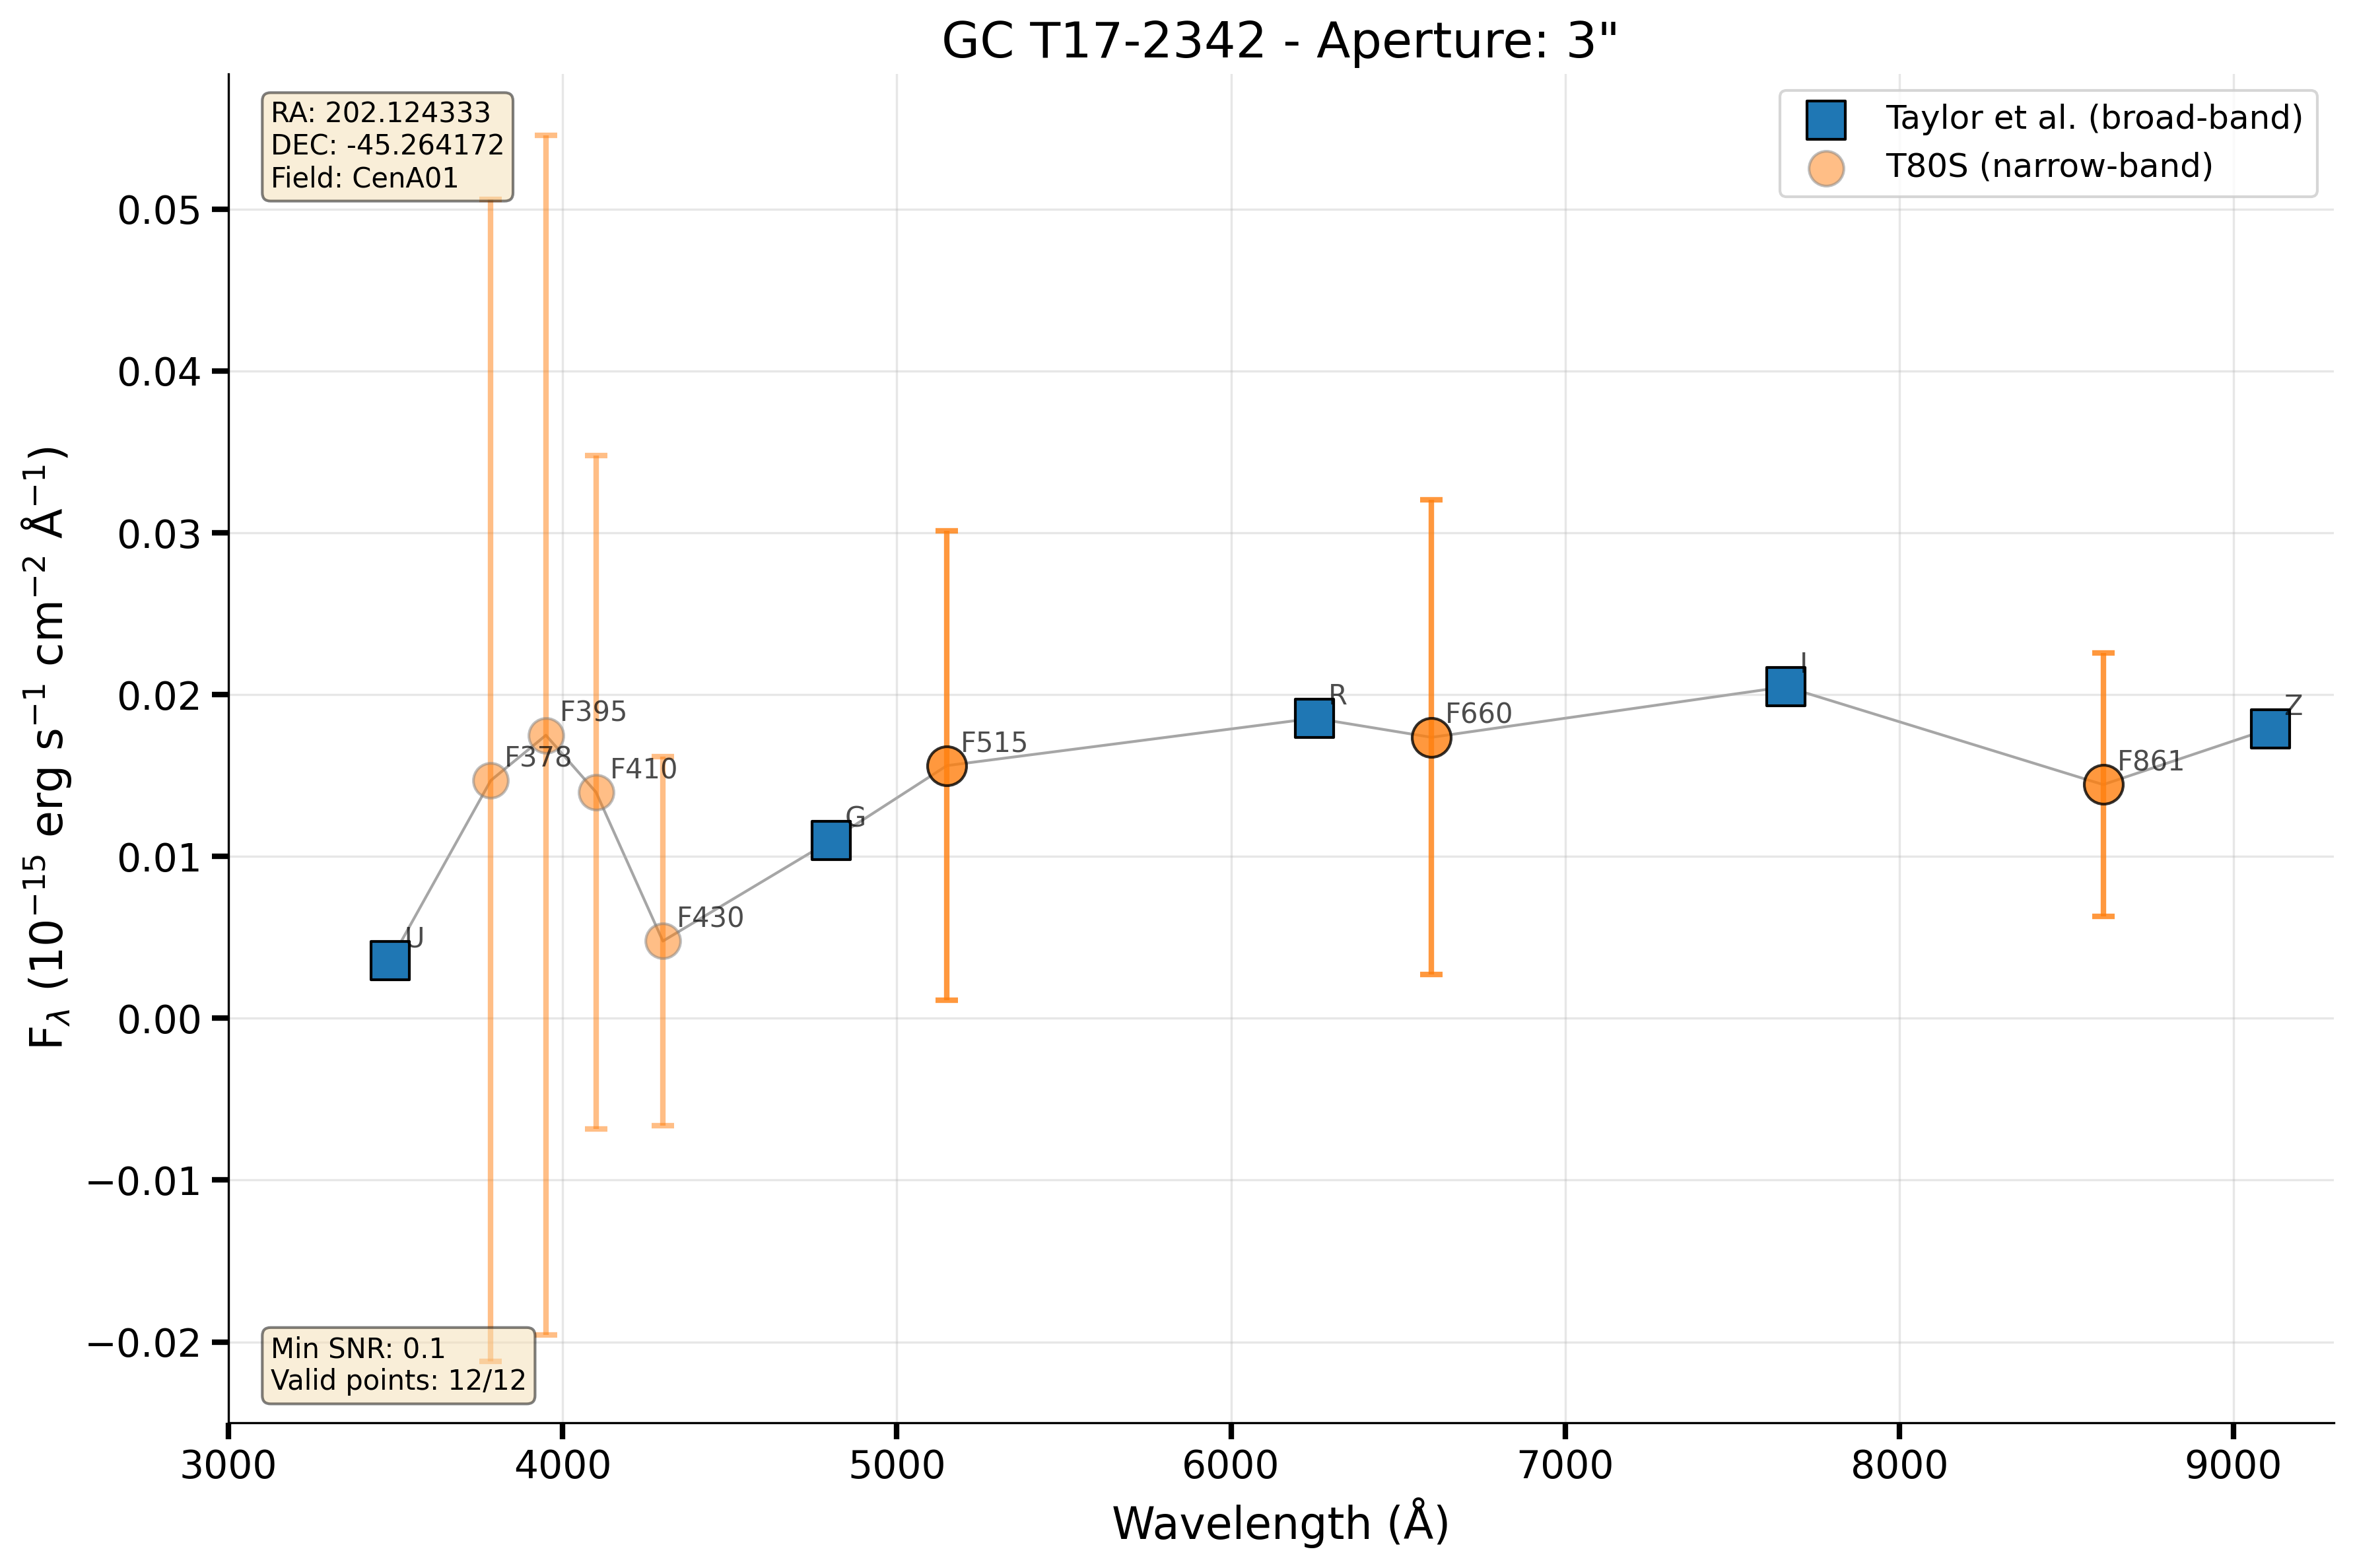 GC T17-2342 - Aperture: 3"
RA: 202.124333
DEC: -45.264172
Field: CenA01
Taylor et al. (broad-band)
T80S (narrow-band)
F$_λ$ (10$^{−15}$ erg s$^{−1}$ cm$^{−2}$ Å$^{−1}$)
0.05
0.04
0.03
0.02
0.01
0.00
−0.01
−0.02
U
F378
F395
F410
F430
G
F515
R
F660
I
F861
Z
Min SNR: 0.1
Valid points: 12/12
3000 4000 5000 6000 7000 8000 9000
Wavelength (Å)